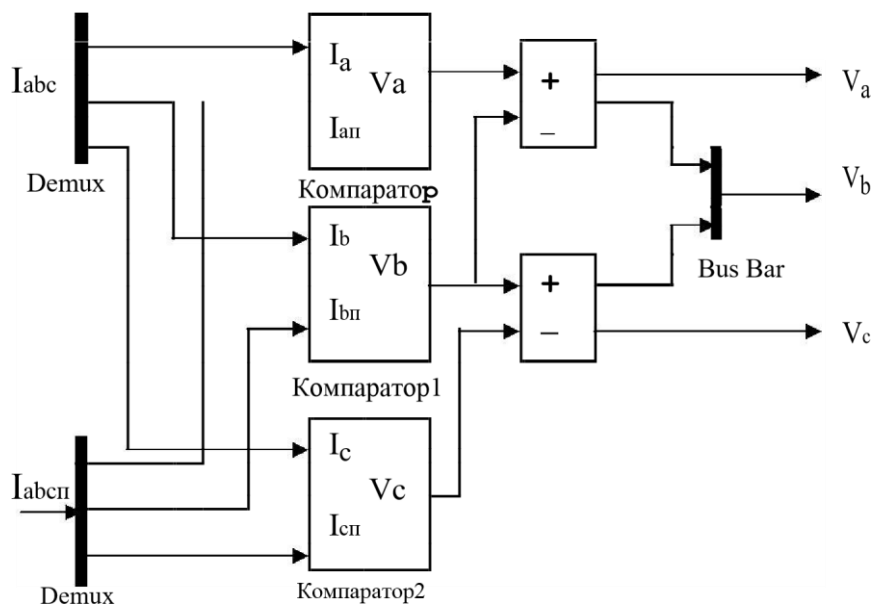 Iabc
Demux
Ia
Va
Iaп
Компаратор
+
−
Va
Vb
Bus Bar
Ib
Vb
Ibп
Компаратор1
+
−
Vc
Iabcп
Demux
Ic
Vc
Icп
Компаратор2